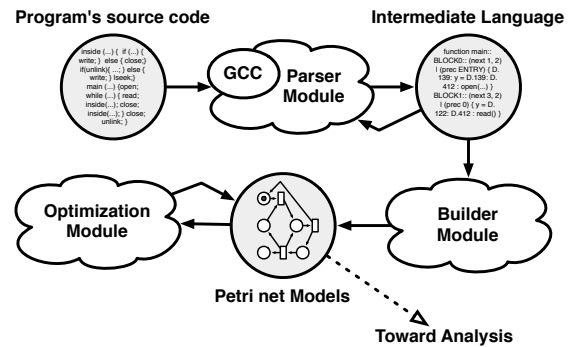 Program's source code
Intermediate Language
inside (...) { if (...) {
write; } else { close;}
if(unlink){ ...; } else {
write; } lseek;}
main (...) {open;
while (...) { read;
inside(...); close;
inside(...); } close;
unlink; }
GCC
Parser
Module
function main::
BLOCK0:: (next 1, 2)
l (prec ENTRY) { D.
139: y = D.139: D.
412 : open(...) }
BLOCK1:: (next 3, 2)
l (prec 0) { y = D.
122: D.412 : read() }
Optimization
Module
Builder
Module
Petri net Models
Toward Analysis